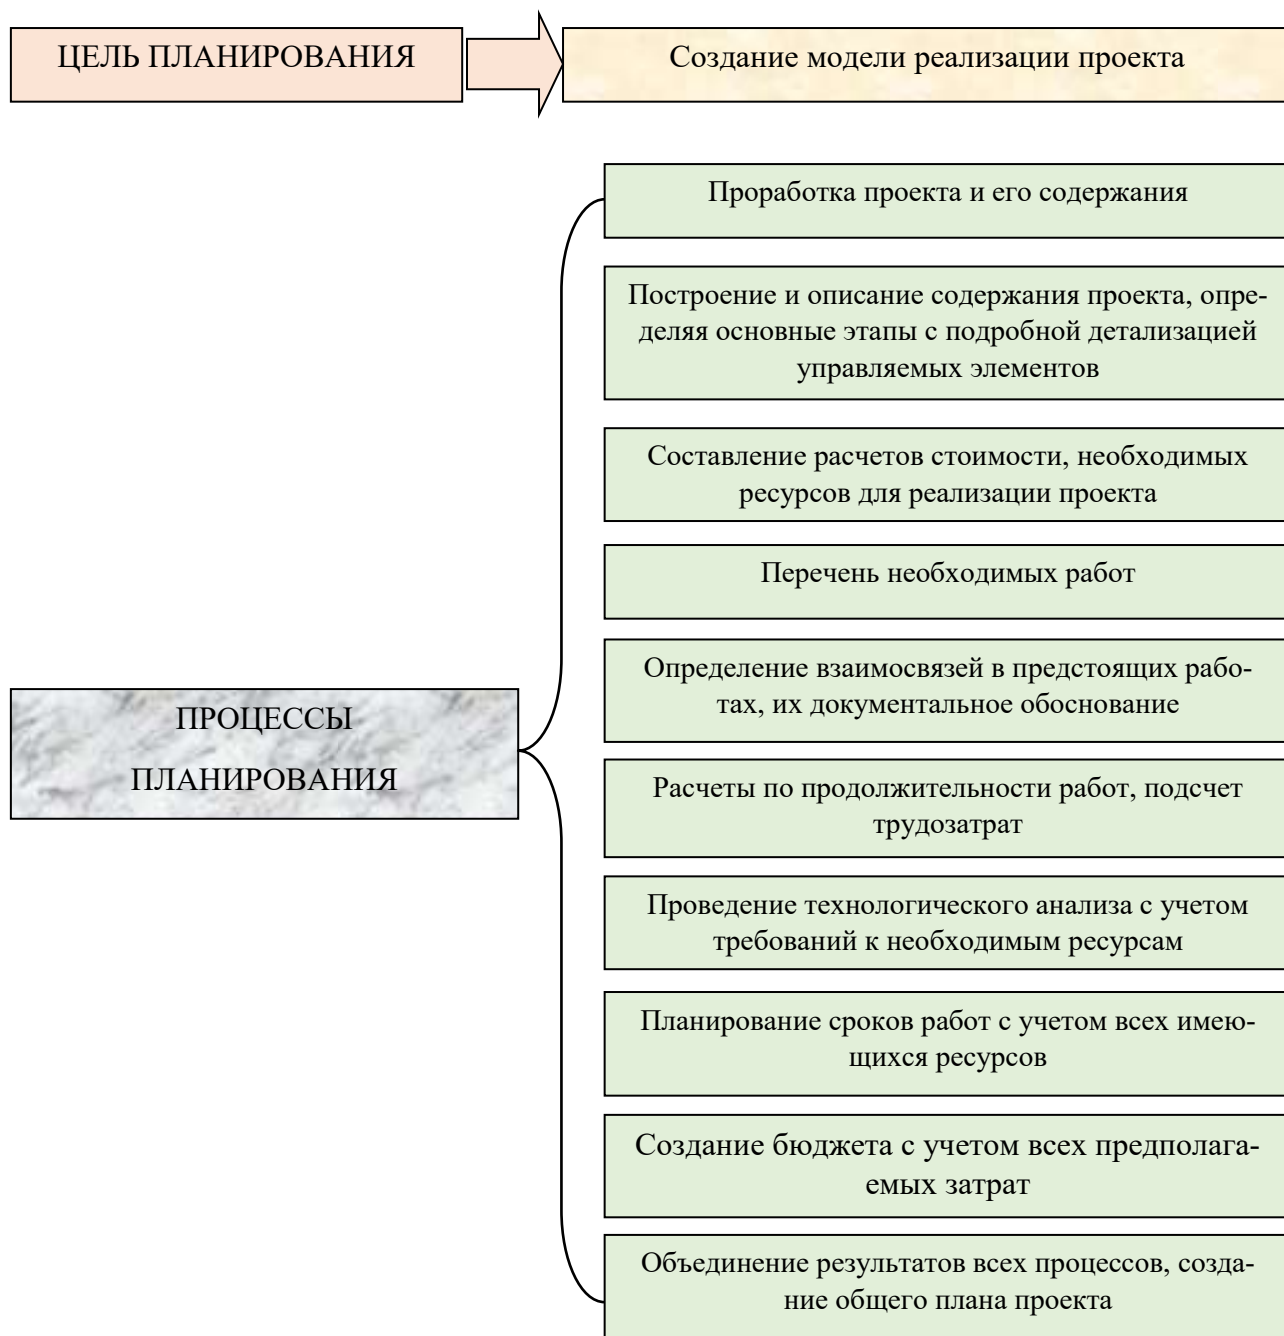 ЦЕЛЬ ПЛАНИРОВАНИЯ
Создание модели реализации проекта
Проработка проекта и его содержания
Построение и описание содержания проекта, опре-
деляя основные этапы с подробной детализацией
управляемых элементов
Составление расчетов стоимости, необходимых
ресурсов для реализации проекта
Перечень необходимых работ
Определение взаимосвязей в предстоящих рабо-
тах, их документальное обоснование
ПРОЦЕССЫ
ПЛАНИРОВАНИЯ
Расчеты по продолжительности работ, подсчет
трудозатрат
Проведение технологического анализа с учетом
требований к необходимым ресурсам
Планирование сроков работ с учетом всех имею-
щихся ресурсов
Создание бюджета с учетом всех предполага-
емых затрат
Объединение результатов всех процессов, созда-
ние общего плана проекта